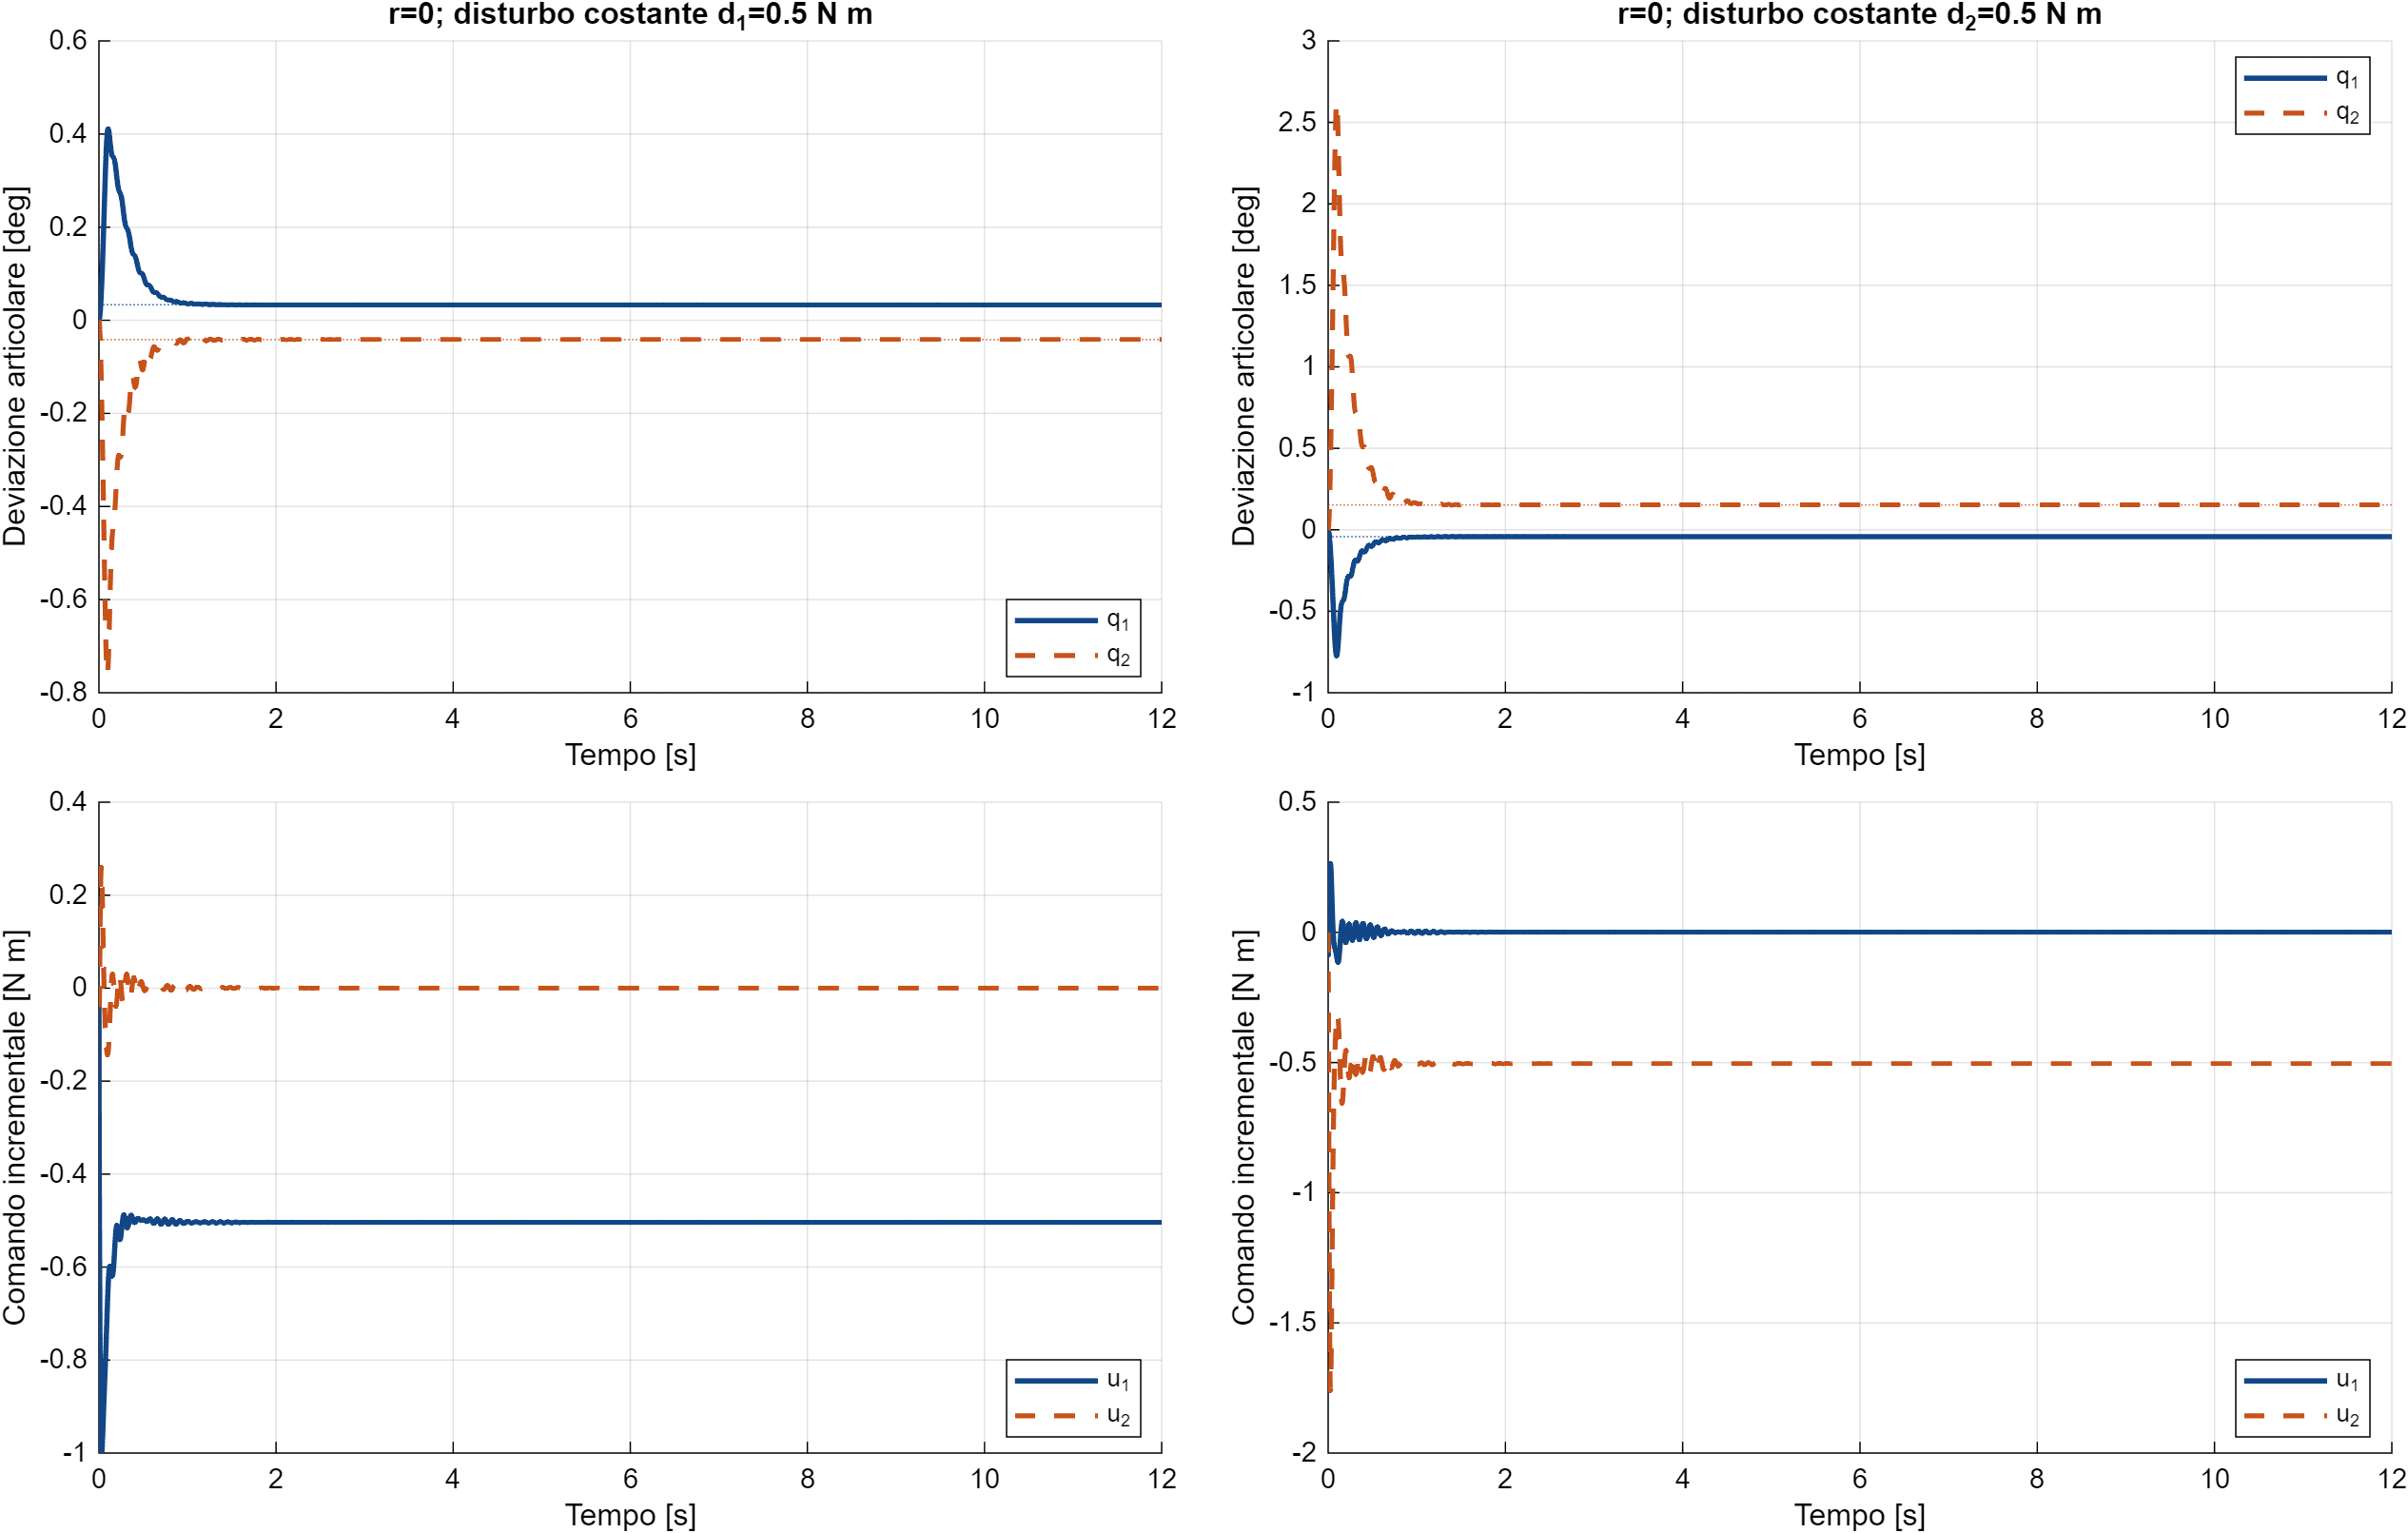 r=0; disturbo costante d₁=0.5 N m
0.6
0.4
0.2
0
-0.2
-0.4
-0.6
-0.8
Deviazione articolare [deg]
q₁
q₂
0 2 4 6 8 10 12
Tempo [s]
r=0; disturbo costante d₂=0.5 N m
3
2.5
2
1.5
1
0.5
0
-0.5
-1
Deviazione articolare [deg]
q₁
q₂
0 2 4 6 8 10 12
Tempo [s]
0.4
0.2
0
-0.2
-0.4
-0.6
-0.8
-1
Comando incrementale [N m]
u₁
u₂
0 2 4 6 8 10 12
Tempo [s]
0.5
0
-0.5
-1
-1.5
-2
Comando incrementale [N m]
u₁
u₂
0 2 4 6 8 10 12
Tempo [s]